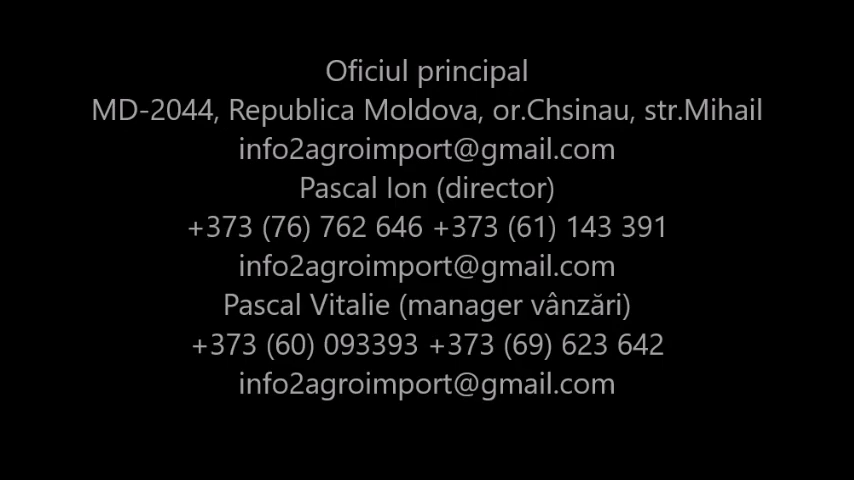 Oficiul principal
MD-2044, Republica Moldova, or.Chsinau, str.Mihail
info2agroimport@gmail.com
Pascal Ion (director)
+373 (76) 762 646 +373 (61) 143 391
info2agroimport@gmail.com
Pascal Vitalie (manager vânzări)
+373 (60) 093393 +373 (69) 623 642
info2agroimport@gmail.com